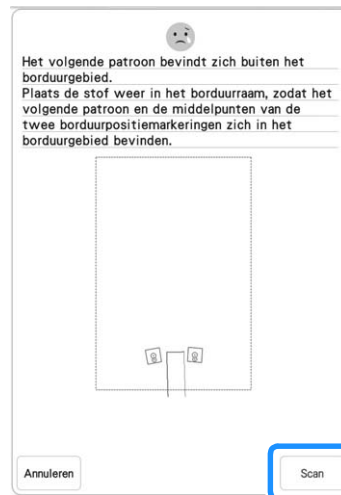 Het volgende patroon bevindt zich buiten het
borduurgebied.
Plaats de stof weer in het borduurraam, zodat het
volgende patroon en de middelpunten van de
twee borduurpositiemarkeringen zich in het
borduurgebied bevinden.
Annuleren
Scan